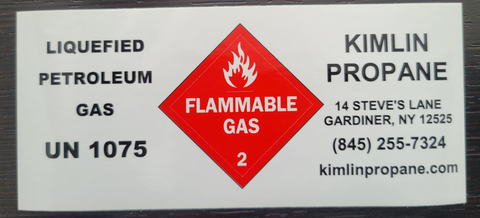 LIQUEFIED
PETROLEUM
GAS
UN 1075
FLAMMABLE
GAS
2
KIMLIN
PROPANE
14 STEVE'S LANE
GARDINER, NY 12525
(845) 255-7324
kimlinpropane.com